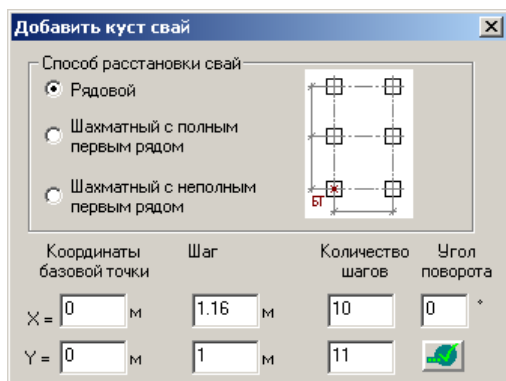 Добавить куст свай
Способ расстановки свай
Рядовой
Шахматный с полным
первым рядом
Шахматный с неполным
первым рядом
БТ
Координаты
базовой точки
Шаг
Количество
шагов
Угол
поворота
X = 0 м 1.16 м 10 0 °
Y = 0 м 1 м 11